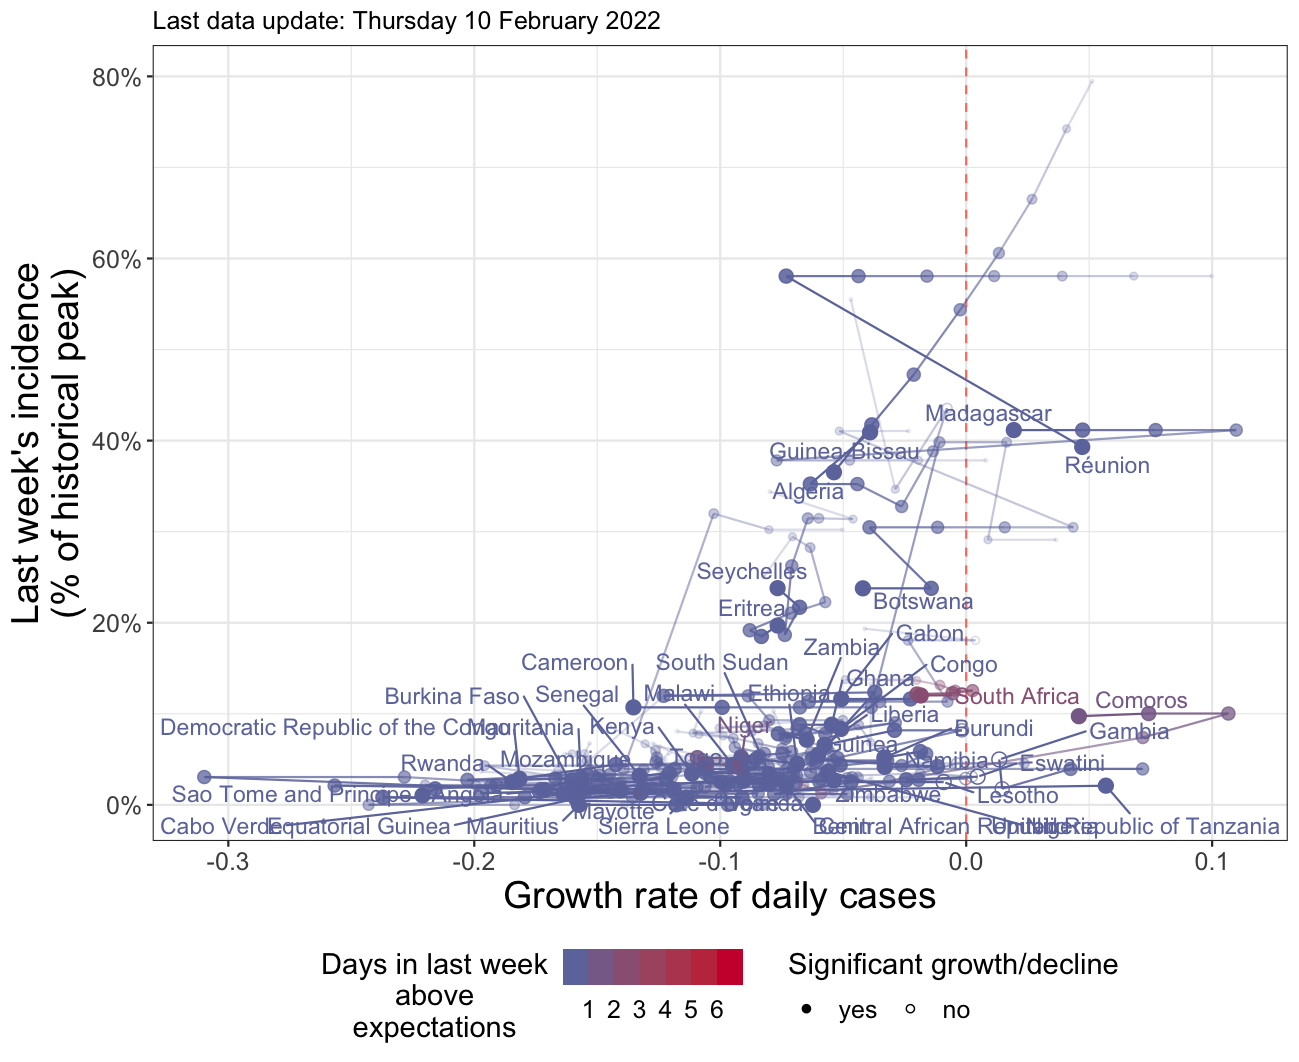 Last data update: Thursday 10 February 2022
80%
60%
40%
20%
0%
Last week's incidence
(% of historical peak)
Madagascar
Guinea-Bissau
Réunion
Algeria
Seychelles
Botswana
Eritrea
Gabon
Zambia
Cameroon
South Sudan
Congo
Ghana
Burkina Faso
Senegal
Malawi
Ethiopia
South Africa
Comoros
Liberia
Democratic Republic of the Congo
Mauritania
Kenya
Niger
Burundi
Gambia
Guinea
Rwanda
Mozambique
Togo
Namibia
Eswatini
Sao Tome and Principe
Angola
Zimbabwe
Lesotho
Mayotte
Uganda
Cabo Verde
Equatorial Guinea
Mauritius
Sierra Leone
Benin
Central African Republic
United Republic of Tanzania
-0.3
-0.2
-0.1
0.0
0.1
Growth rate of daily cases
Days in last week
above
expectations
1 2 3 4 5 6
Significant growth/decline
yes
no